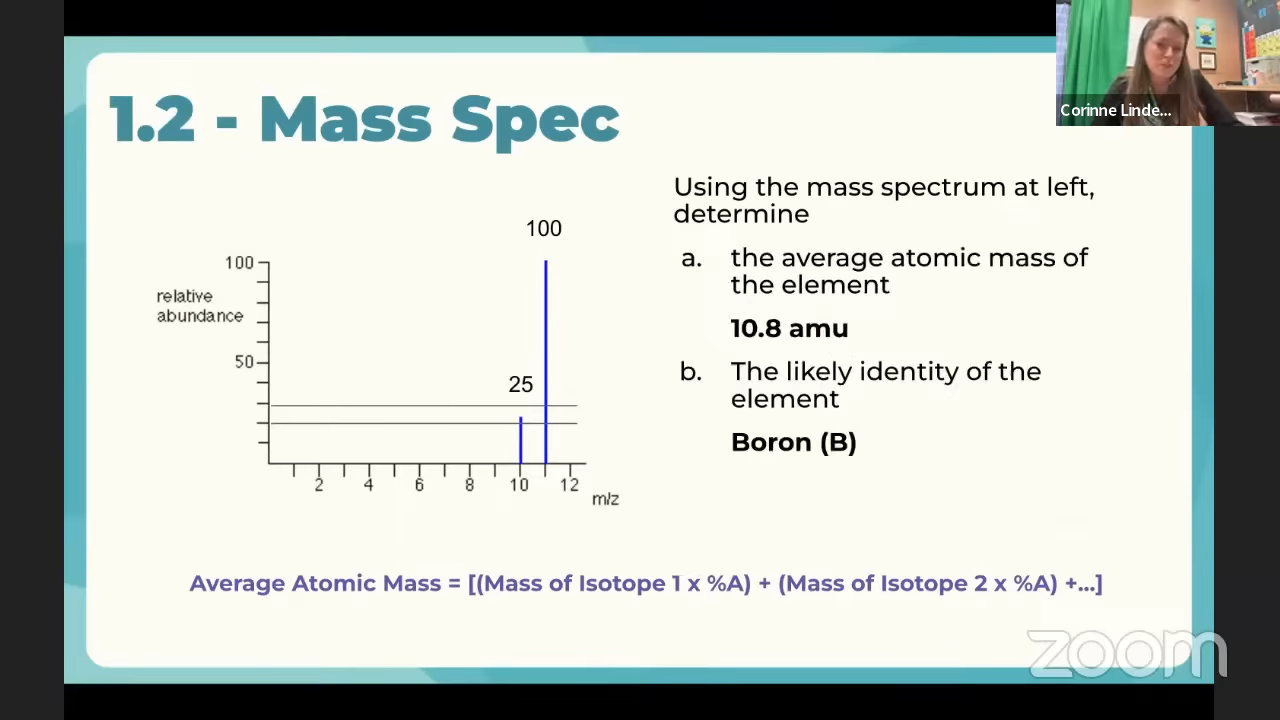 1.2 - Mass Spec
Corinne Linde...
Using the mass spectrum at left,
determine
a. the average atomic mass of
the element
10.8 amu
b. The likely identity of the
element
Boron (B)
100
100
relative
abundance
50
25
2 4 6 8 10 12
m/z
Average Atomic Mass = [(Mass of Isotope 1 x %A) + (Mass of Isotope 2 x %A) +...]
zoom